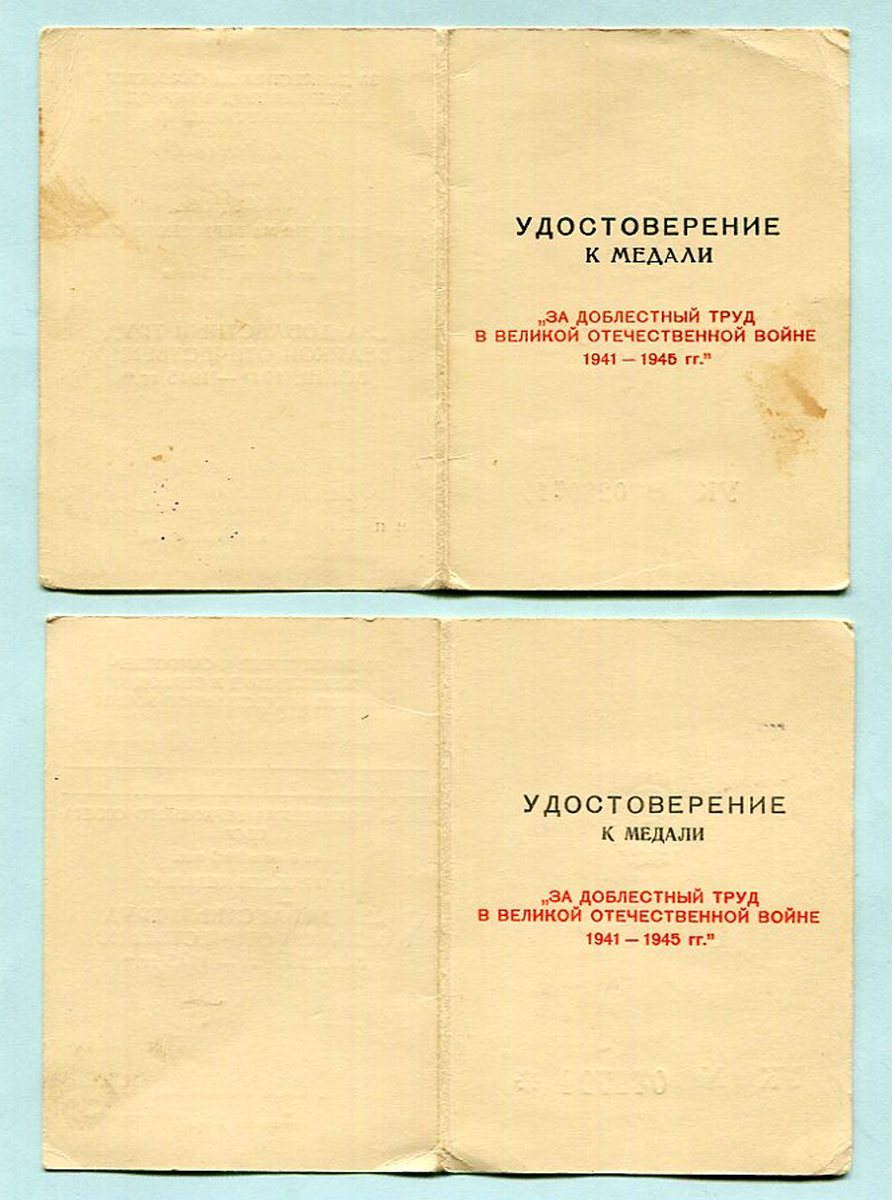 УДОСТОВЕРЕНИЕ
К МЕДАЛИ
„ЗА ДОБЛЕСТНЫЙ ТРУД
В ВЕЛИКОЙ ОТЕЧЕСТВЕННОЙ ВОЙНЕ
1941 — 1945 гг.”
УДОСТОВЕРЕНИЕ
К МЕДАЛИ
„ЗА ДОБЛЕСТНЫЙ ТРУД
В ВЕЛИКОЙ ОТЕЧЕСТВЕННОЙ ВОЙНЕ
1941 — 1945 гг.”